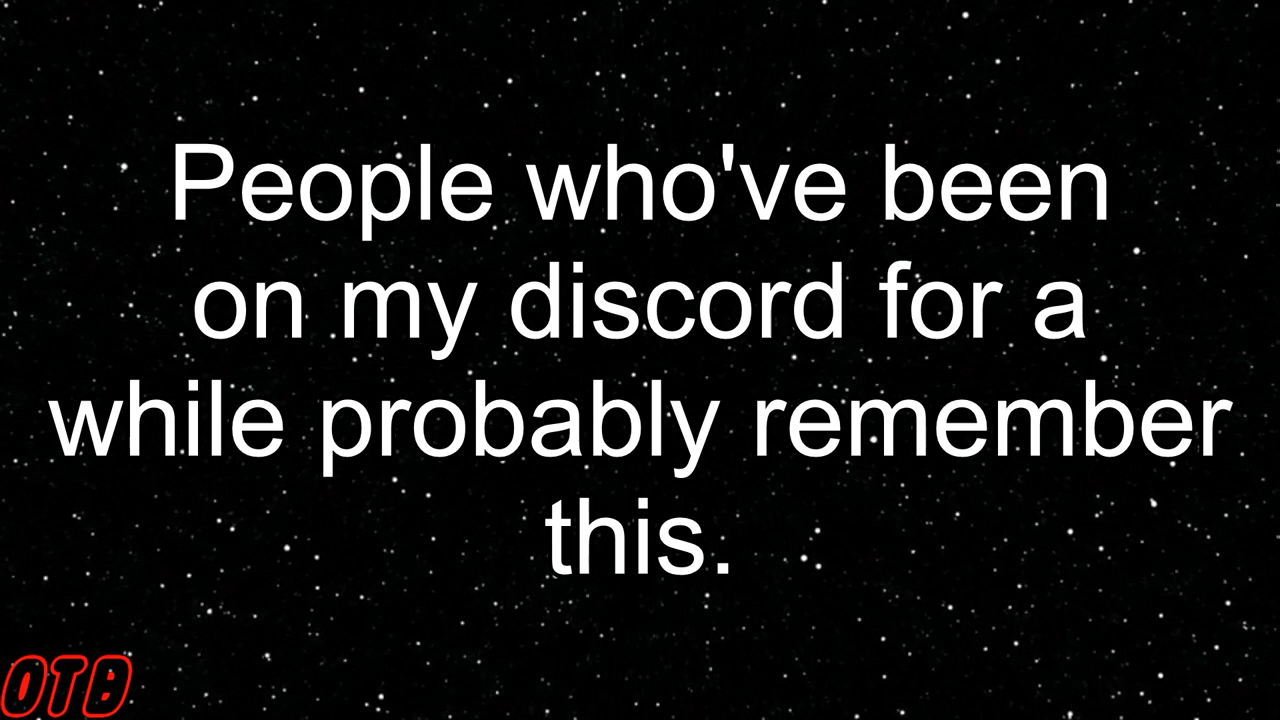 People who've been
on my discord for a
while probably remember
this.
OTB